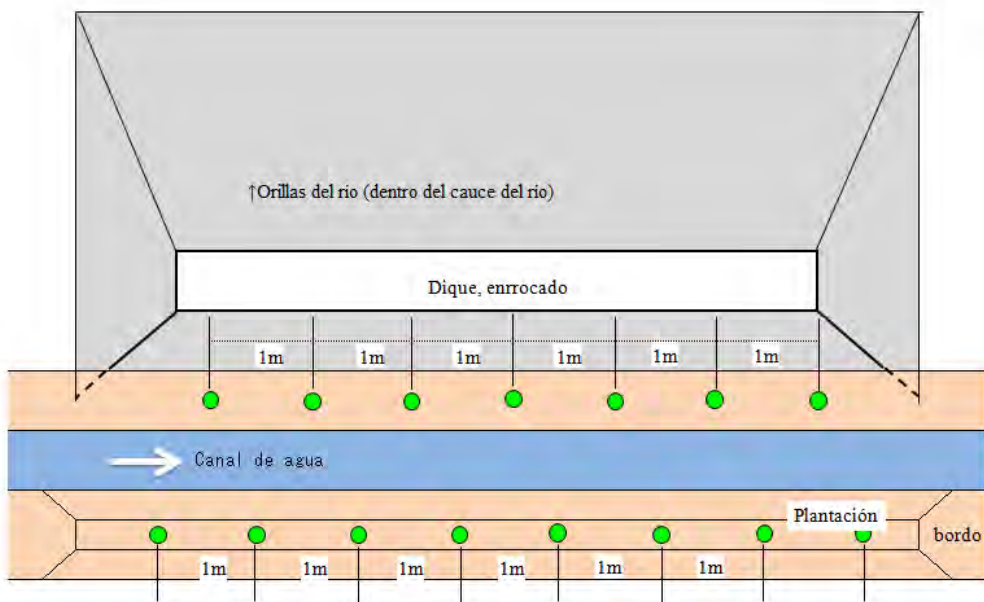 ↑Orillas del rio (dentro del cauce del rio)
Dique, enrrocado
1m 1m 1m 1m 1m 1m
Canal de agua
Plantación
bordo
1m 1m 1m 1m 1m 1m